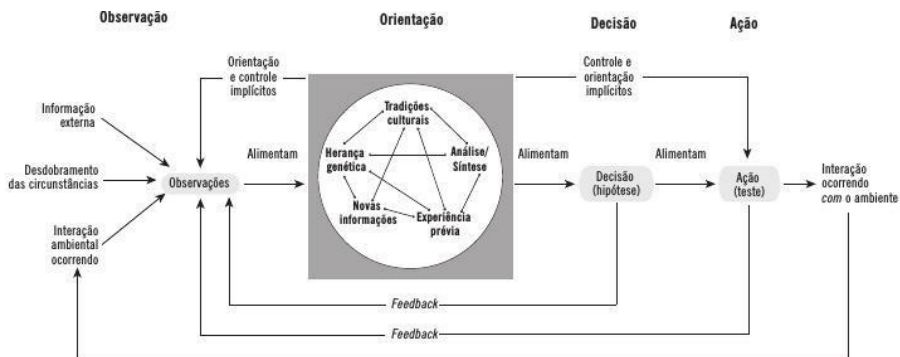 Observação
Orientação
Decisão
Ação
Orientação
e controle
implícitos
Controle e
orientação
implícitos
Informação
externa
Desdobramento
das circunstâncias
Interação
ambiental
ocorrendo
Observações
Alimentam
Tradições
culturais
Herança
genética
Análise/
Síntese
Novas
informações
Experiência
prévia
Alimentam
Decisão
(hipótese)
Alimentam
Ação
(teste)
Interação
ocorrendo
com o ambiente
Feedback
Feedback